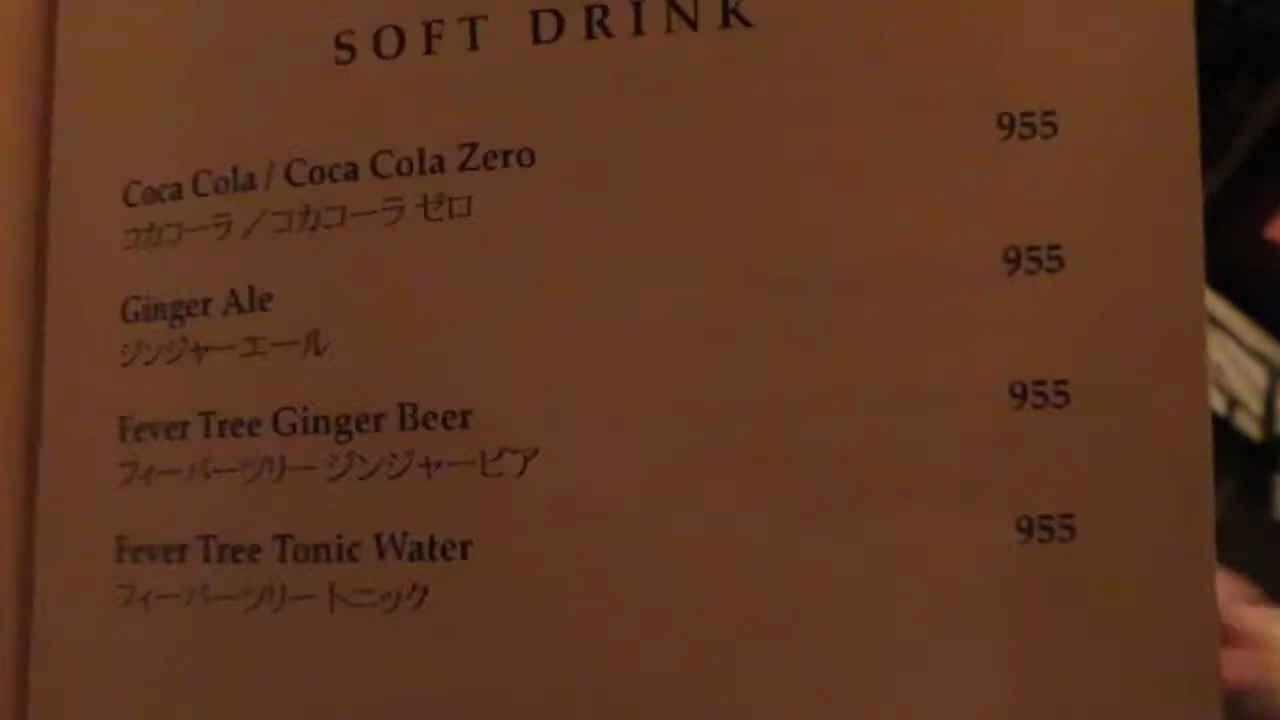 SOFT DRINK
Coca Cola / Coca Cola Zero 955
コカコーラ／コカコーラ ゼロ
Ginger Ale 955
ジンジャーエール
Fever Tree Ginger Beer 955
フィーバーツリー ジンジャービア
Fever Tree Tonic Water 955
フィーバーツリー トニック